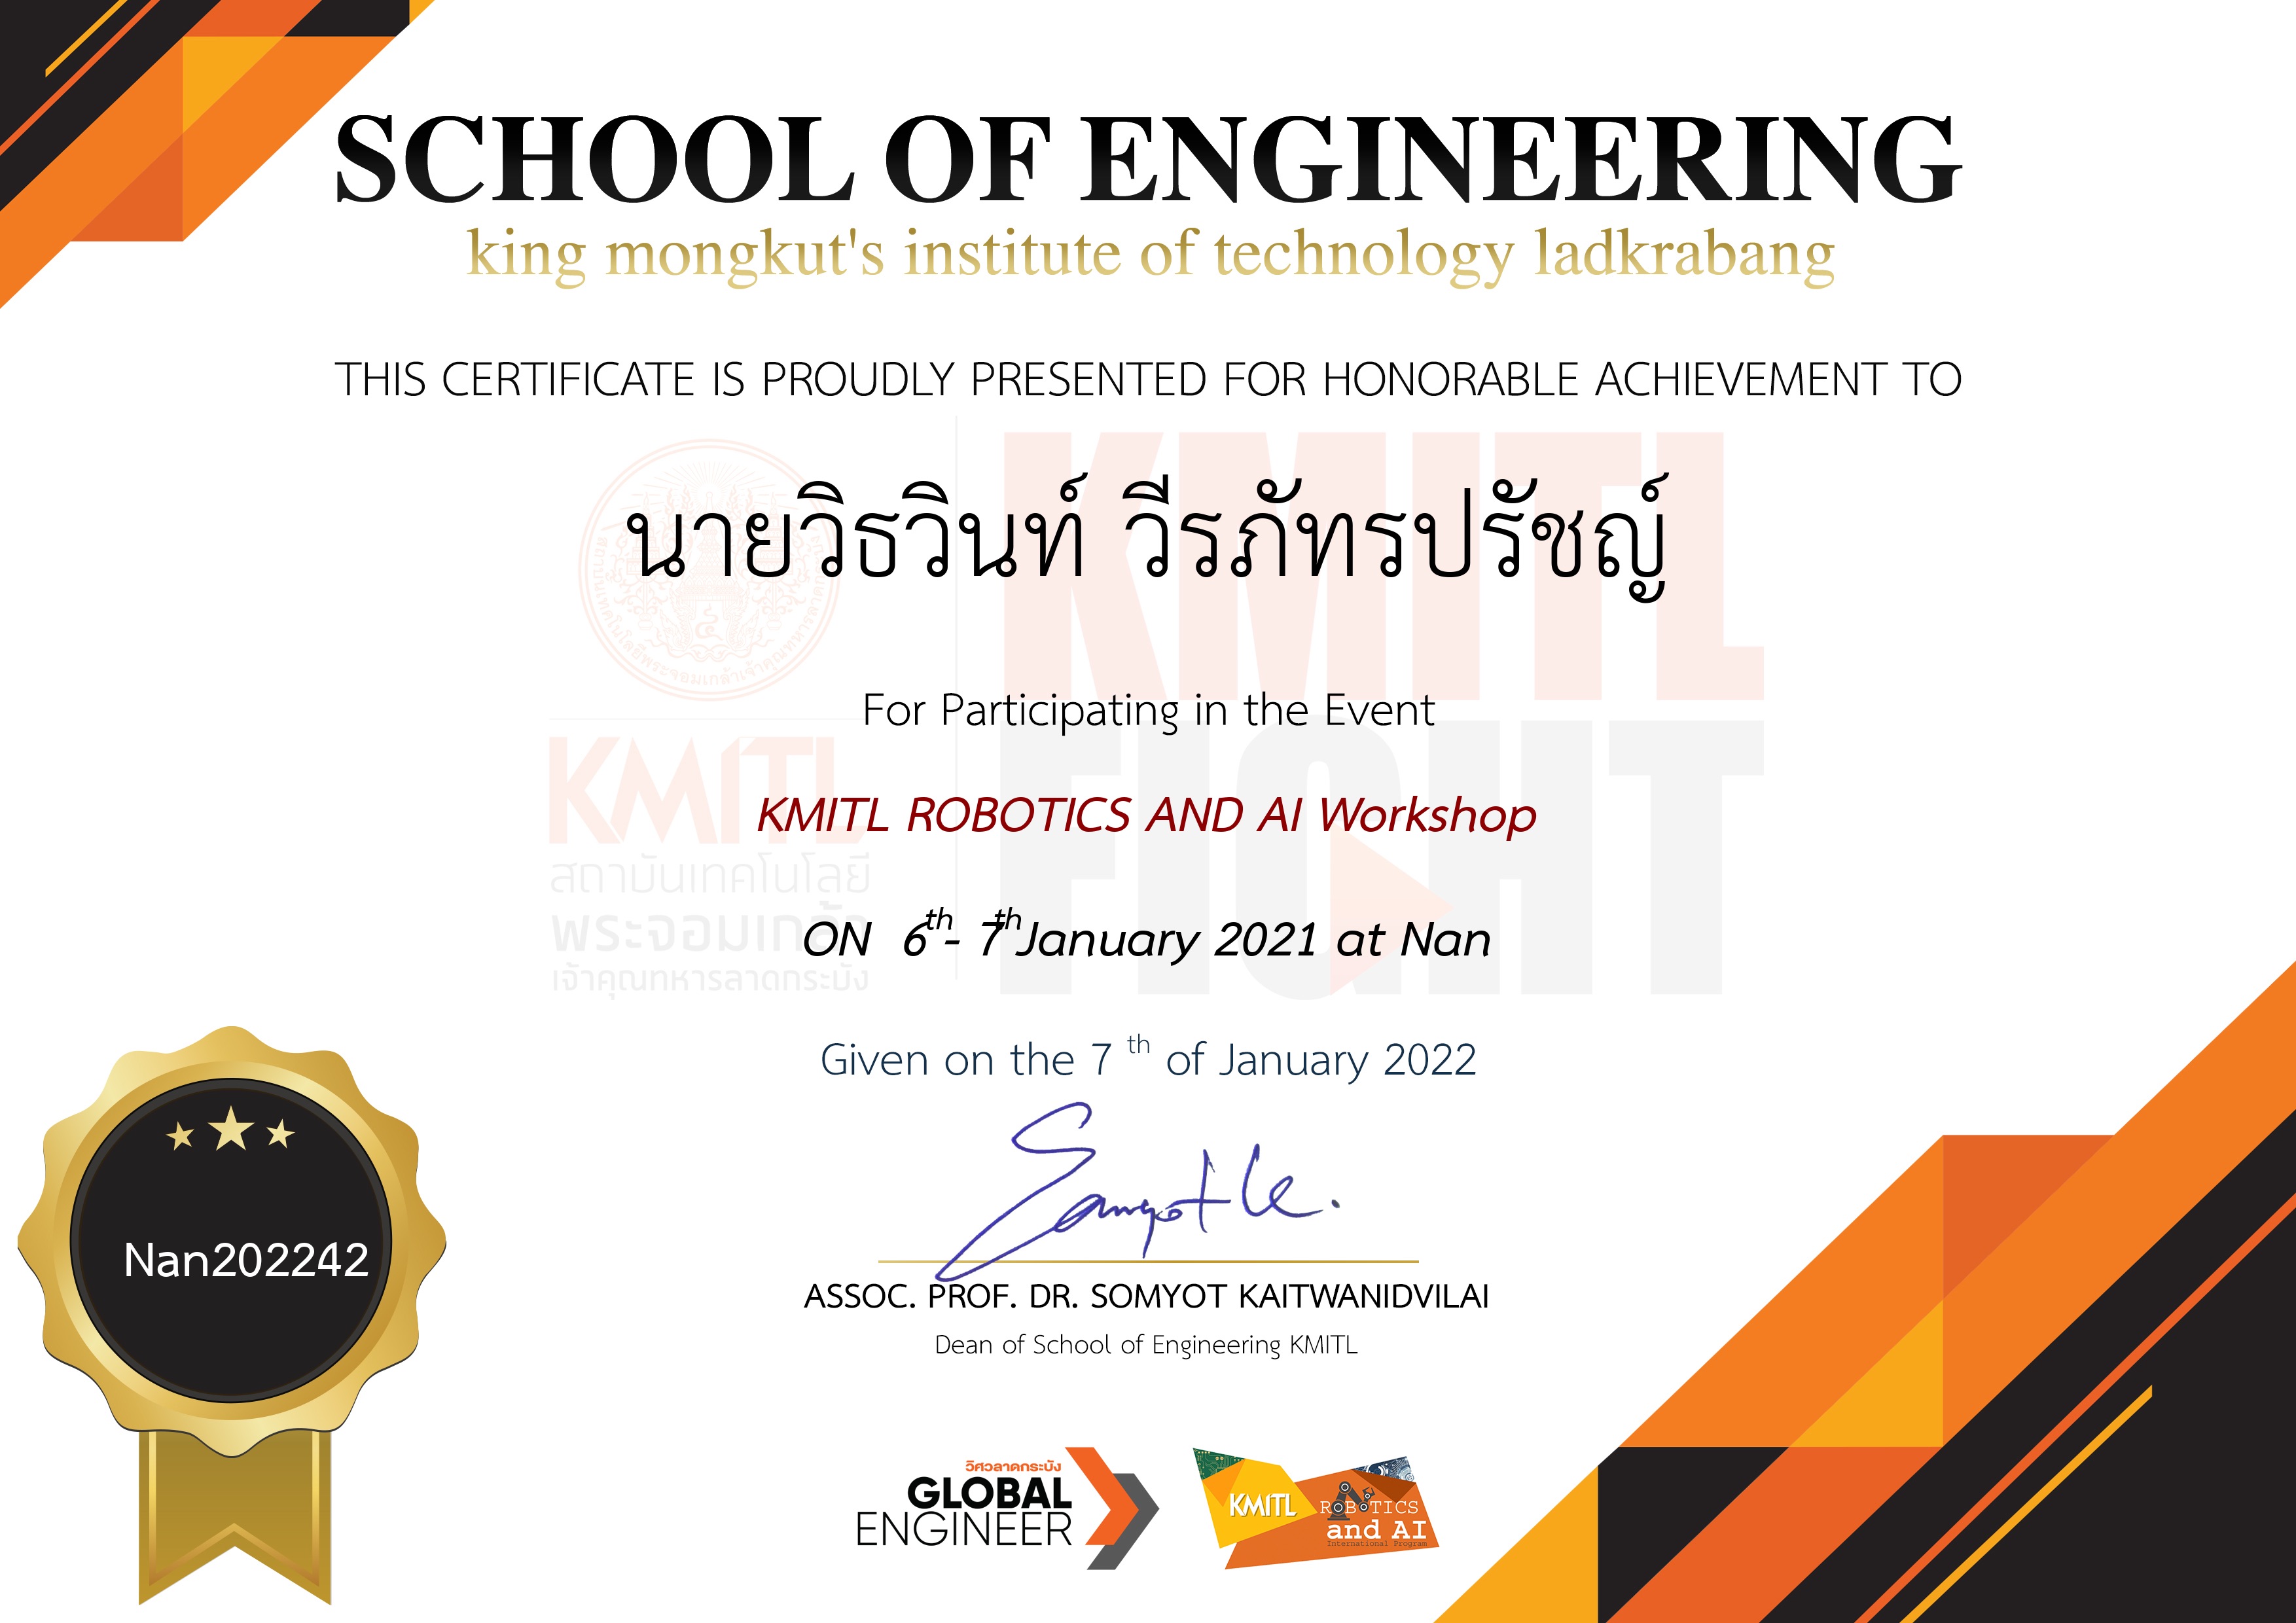 SCHOOL OF ENGINEERING
king mongkut's institute of technology ladkrabang
THIS CERTIFICATE IS PROUDLY PRESENTED FOR HONORABLE ACHIEVEMENT TO
นายวิธวินท์ วีรภัทรปรัชญ์
For Participating in the Event
KMITL ROBOTICS AND AI Workshop
ON 6th- 7th January 2021 at Nan
Given on the 7 th of January 2022
ASSOC. PROF. DR. SOMYOT KAITWANIDVILAI
Dean of School of Engineering KMITL
Nan202242
KMITL
สถาบันเทคโนโลยี
พระจอมเกล้า
เจ้าคุณทหารลาดกระบัง
KMITL
FIGHT
วิศวลาดกระบัง
GLOBAL
ENGINEER
KMITL
ROBOTICS
and AI
International Program